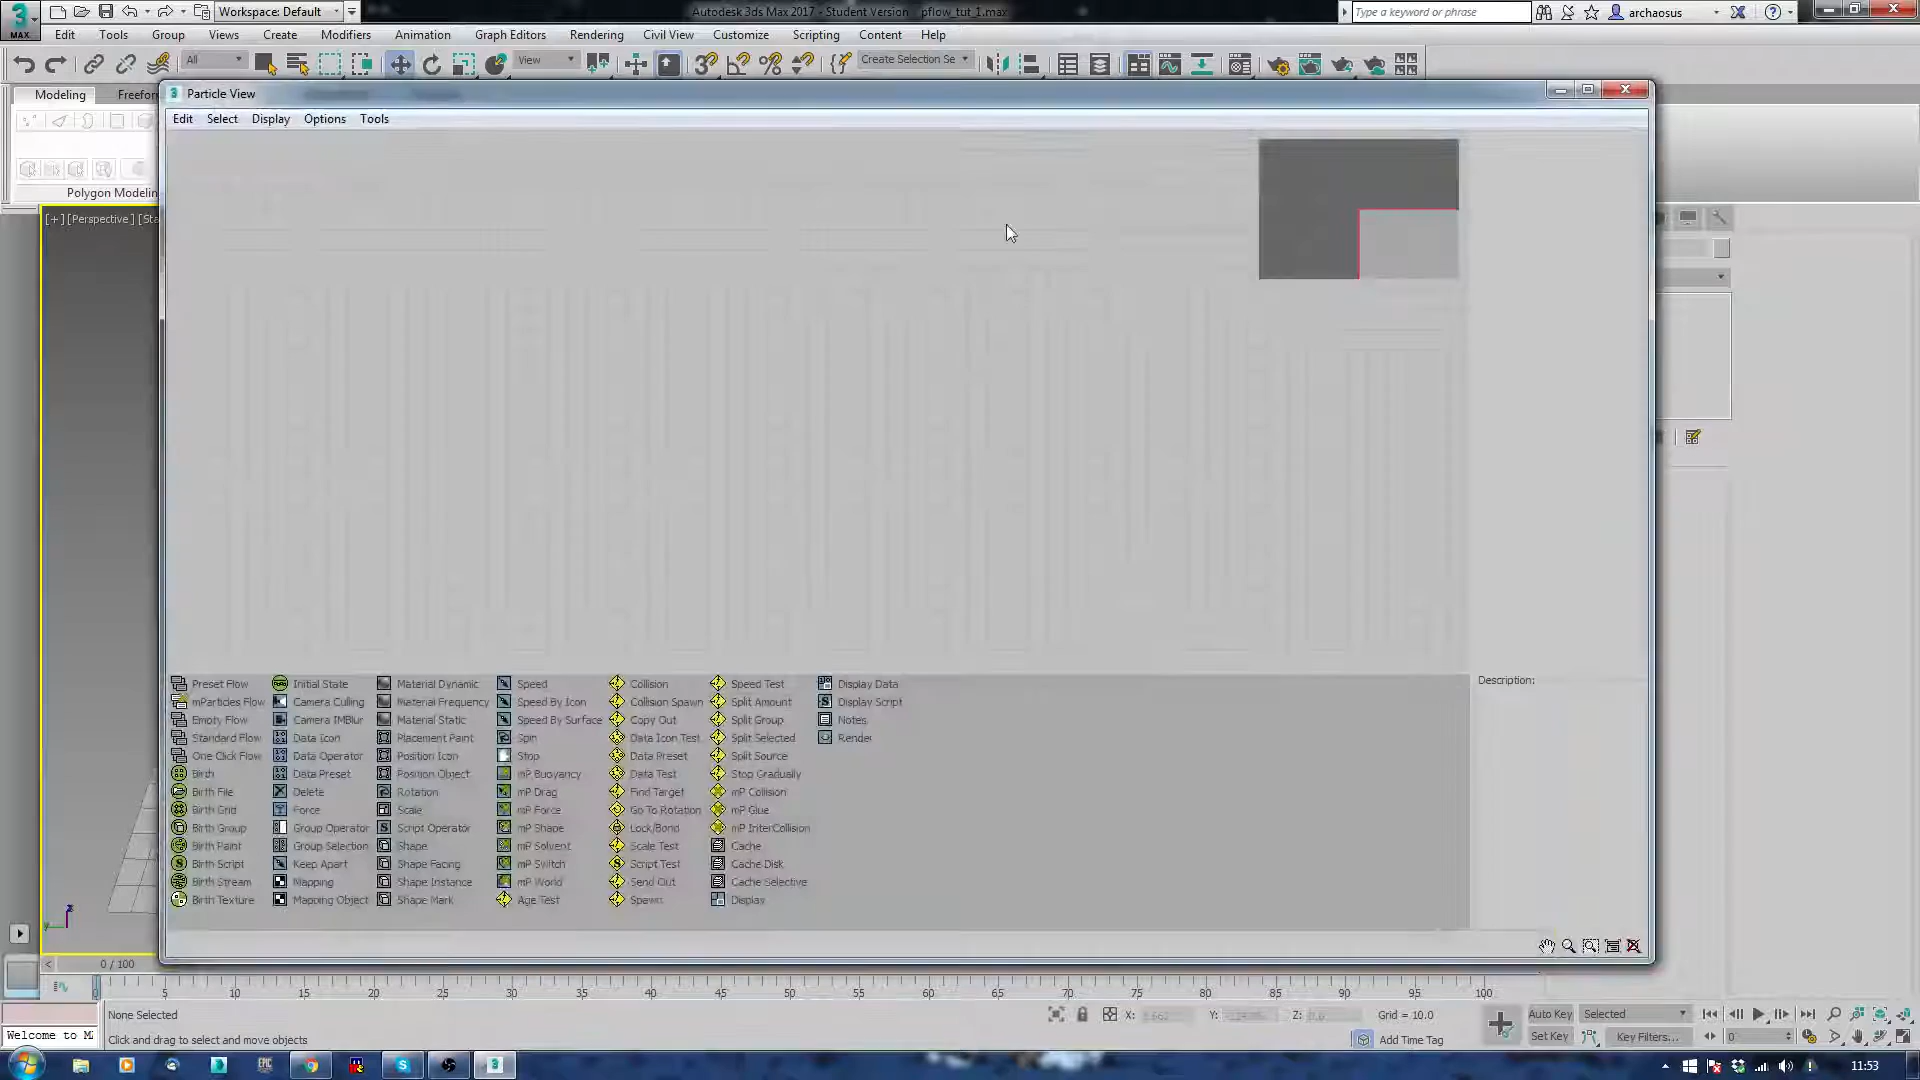 3
MAX
Workspace: Default
Autodesk 3ds Max 2017 - Student Version - pflow_tut_1.max
Type a keyword or phrase
archaosus
Edit Tools Group Views Create Modifiers Animation Graph Editors Rendering Civil View Customize Scripting Content Help
All
View
Create Selection Se
Modeling Freeform
Particle View
Edit Select Display Options Tools
Polygon Modeling
[+] [Perspective] [Sta
Preset Flow Initial State Material Dynamic Speed Collision Speed Test Display Data
mParticles Flow Camera Culling Material Frequency Speed By Icon Collision Spawn Split Amount Display Script
Empty Flow Camera IMBlur Material Static Speed By Surface Copy Out Split Group Notes
Standard Flow Data Icon Placement Paint Spin Data Icon Test Split Selected Render
One Click Flow Data Operator Position Icon Stop Data Preset Split Source
Birth Data Preset Position Object mP Buoyancy Data Test Stop Gradually
Birth File Delete Rotation mP Drag Find Target mP Collision
Birth Grid Force Scale mP Force Go To Rotation mP Glue
Birth Group Group Operator Script Operator mP Shape Lock/Bond mP InterCollision
Birth Paint Group Selection Shape mP Solvent Scale Test Cache
Birth Script Keep Apart Shape Facing mP Switch Script Test Cache Disk
Birth Stream Mapping Shape Instance mP World Send Out Cache Selective
Birth Texture Mapping Object Shape Mark Age Test Spawn Display
Description:
0 / 100
5 10 15 20 25 30 35 40 45 50 55 60 65 70 75 80 85 90 95 100
None Selected
X: Y: Z: Grid = 10.0
Auto Key Selected
Welcome to M
Click and drag to select and move objects
Add Time Tag
Set Key Key Filters... 0
11:53